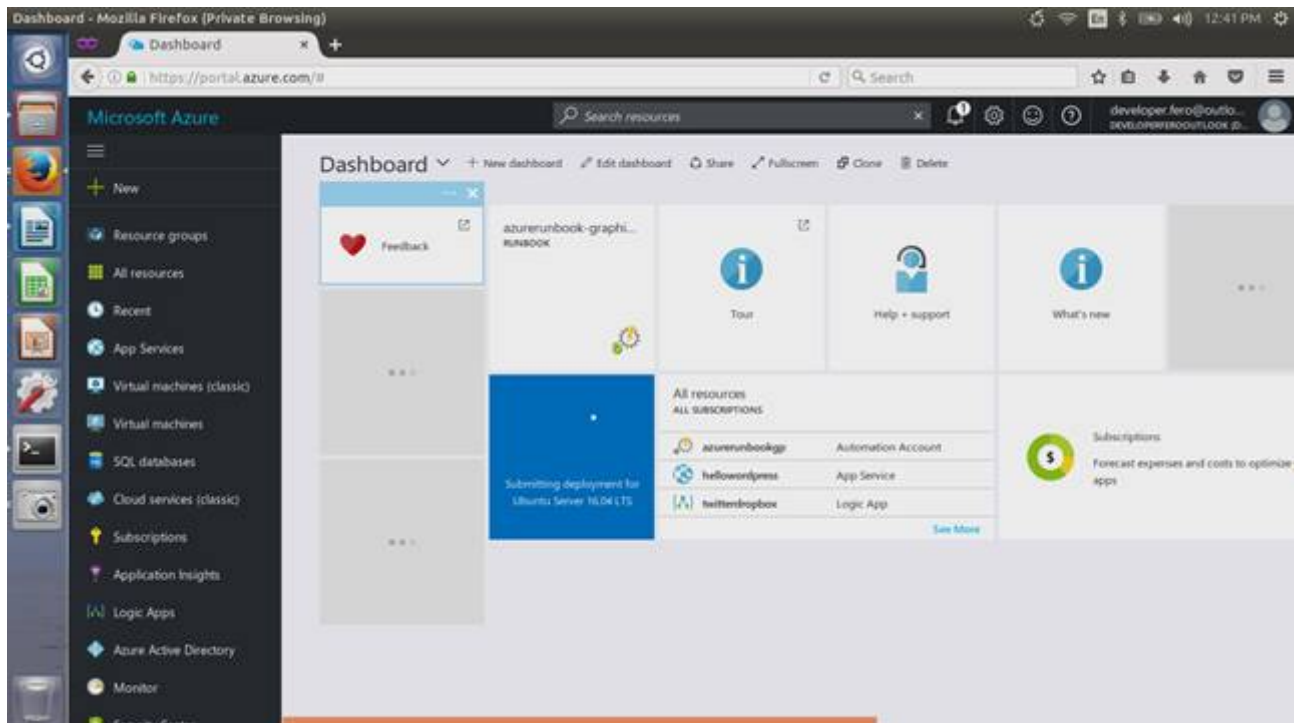 Dashboard - Mozilla Firefox (Private Browsing)
En
12:41 PM
Dashboard
https://portal.azure.com/#
Search
Microsoft Azure
Search resources
1
developer.fero@outlo...
DEVELOPERFEROOUTLOOK (D...
New
Resource groups
All resources
Recent
App Services
Virtual machines (classic)
Virtual machines
SQL databases
Cloud services (classic)
Subscriptions
Application Insights
Logic Apps
Azure Active Directory
Monitor
Dashboard
+ New dashboard
Edit dashboard
Share
Fullscreen
Clone
Delete
Feedback
azurerunbook-graphi...
RUNBOOK
Tour
Help + support
What's new
Submitting deployment for
Ubuntu Server 16.04 LTS
All resources
ALL SUBSCRIPTIONS
azurerunbookgp Automation Account
hellowordpress App Service
twitterdropbox Logic App
See More
$
Subscriptions
Forecast expenses and costs to optimize
apps